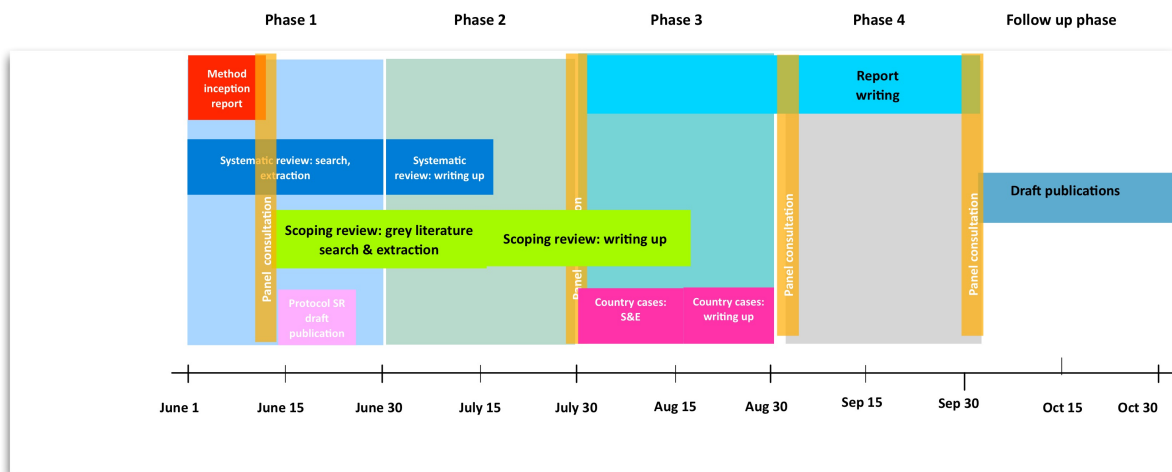 Phase 1
Phase 2
Phase 3
Phase 4
Follow up phase
Method
inception
report
Report
writing
Systematic review: search,
extraction
Systematic
review: writing up
Draft publications
Scoping review: grey literature
search & extraction
Scoping review: writing up
Panel consultation
Panel
Panel consultation
Panel consultation
Protocol SR
draft
publication
Country cases:
S&E
Country cases:
writing up
June 1
June 15
June 30
July 15
July 30
Aug 15
Aug 30
Sep 15
Sep 30
Oct 15
Oct 30